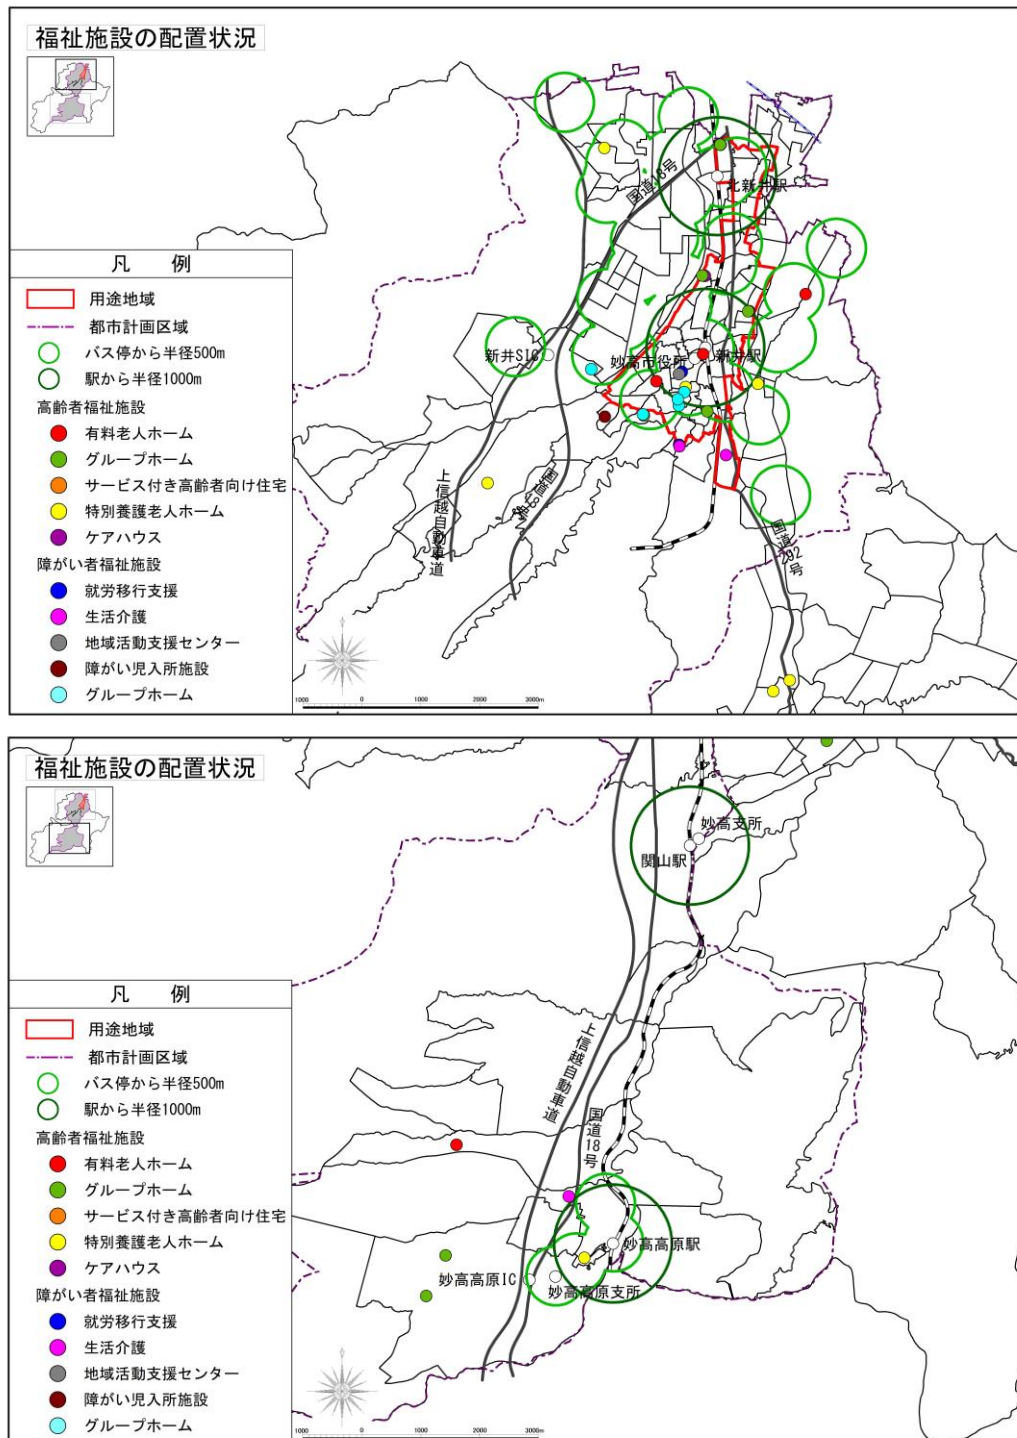 福祉施設の配置状況
凡　例
用途地域
都市計画区域
バス停から半径500m
駅から半径1000m
高齢者福祉施設
有料老人ホーム
グループホーム
サービス付き高齢者向け住宅
特別養護老人ホーム
ケアハウス
障がい者福祉施設
就労移行支援
生活介護
地域活動支援センター
障がい児入所施設
グループホーム
国道18号
北新井駅
新井SIC
妙高市役所
新井駅
上信越自動車道
国道18号
国道292号
1000 0 1000 2000 3000m
福祉施設の配置状況
凡　例
用途地域
都市計画区域
バス停から半径500m
駅から半径1000m
高齢者福祉施設
有料老人ホーム
グループホーム
サービス付き高齢者向け住宅
特別養護老人ホーム
ケアハウス
障がい者福祉施設
就労移行支援
生活介護
地域活動支援センター
障がい児入所施設
グループホーム
妙高支所
関山駅
上信越自動車道
国道18号
妙高高原駅
妙高高原IC
妙高高原支所
1000 0 1000 2000 3000m